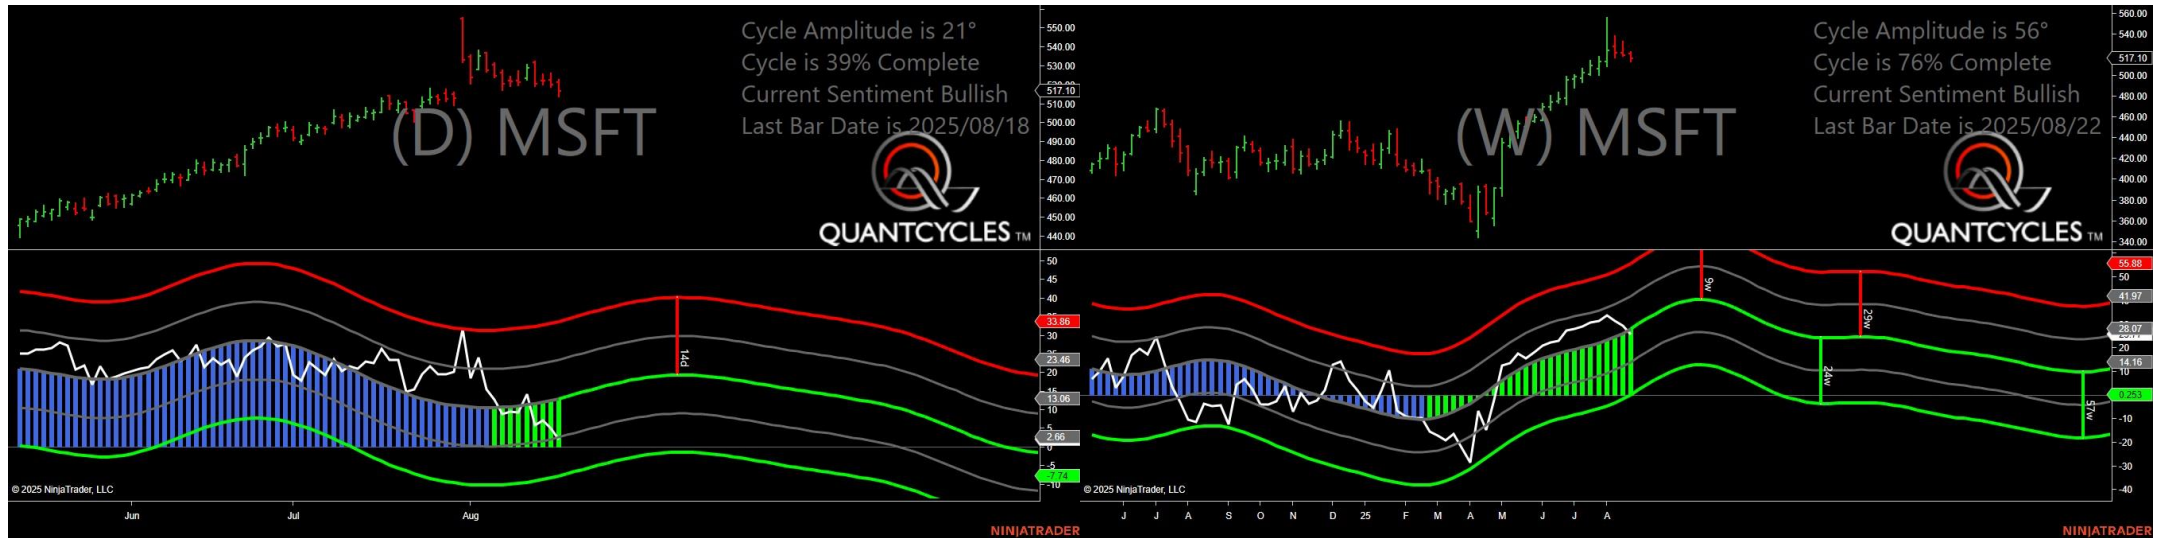 Cycle Amplitude is 21°
Cycle is 39% Complete
Current Sentiment Bullish
Last Bar Date is 2025/08/18
(D) MSFT
QUANTCYCLES TM
550.00
540.00
530.00
520.00
517.10
510.00
500.00
490.00
480.00
470.00
460.00
450.00
440.00
50
45
40
33.86
30
23.46
20
13.06
10
5
2.66
0
-5
-7.74
-10
14d
© 2025 NinjaTrader, LLC
Jun
Jul
Aug
NINJATRADER
Cycle Amplitude is 56°
Cycle is 76% Complete
Current Sentiment Bullish
Last Bar Date is 2025/08/22
(W) MSFT
QUANTCYCLES TM
560.00
540.00
517.10
500.00
480.00
460.00
440.00
420.00
400.00
380.00
360.00
340.00
55.88
50
41.97
28.07
20
14.16
10
0.253
-10
-20
-30
-40
9w
29w
24w
57w
© 2025 NinjaTrader, LLC
J J A S O N D 25 F M A M J J A
NINJATRADER